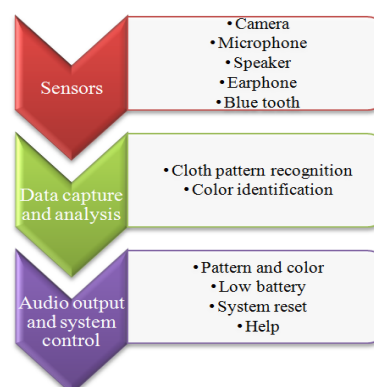 Sensors
• Camera
• Microphone
• Speaker
• Earphone
• Blue tooth
Data capture
and analysis
• Cloth pattern recognition
• Color identification
Audio output
and system
control
• Pattern and color
• Low battery
• System reset
• Help